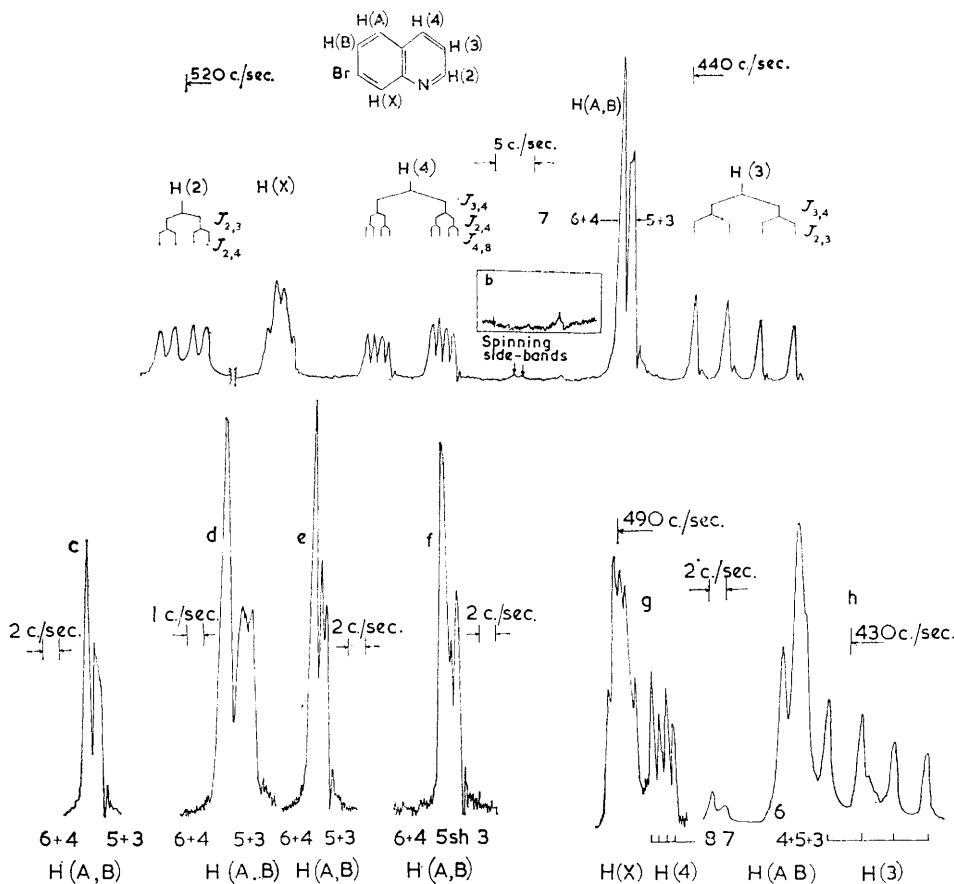 H(A) H(4)
H(B) H(3)
Br N H(2)
H(X)
520 c./sec.
440 c/sec.
H(A,B)
5 c/sec.
H(2) H(X) H(4) H(3)
J2,3
J2,4
J3,4
J2,4
J4,8
7 6+4 5+3
J3,4
J2,3
b
Spinning
side-bands
c d e f g h
490 c/sec.
2 c./sec.
430 c/sec.
2 c/sec.
1 c/sec.
2 c./sec.
2 c/sec.
6+4 5+3 6+4 5+3 6+4 5+3 6+4 5sh 3
8 7 6 4+5+3
H(A,B) H(A,B) H(A,B) H(A,B) H(X) H(4) H(A B) H(3)